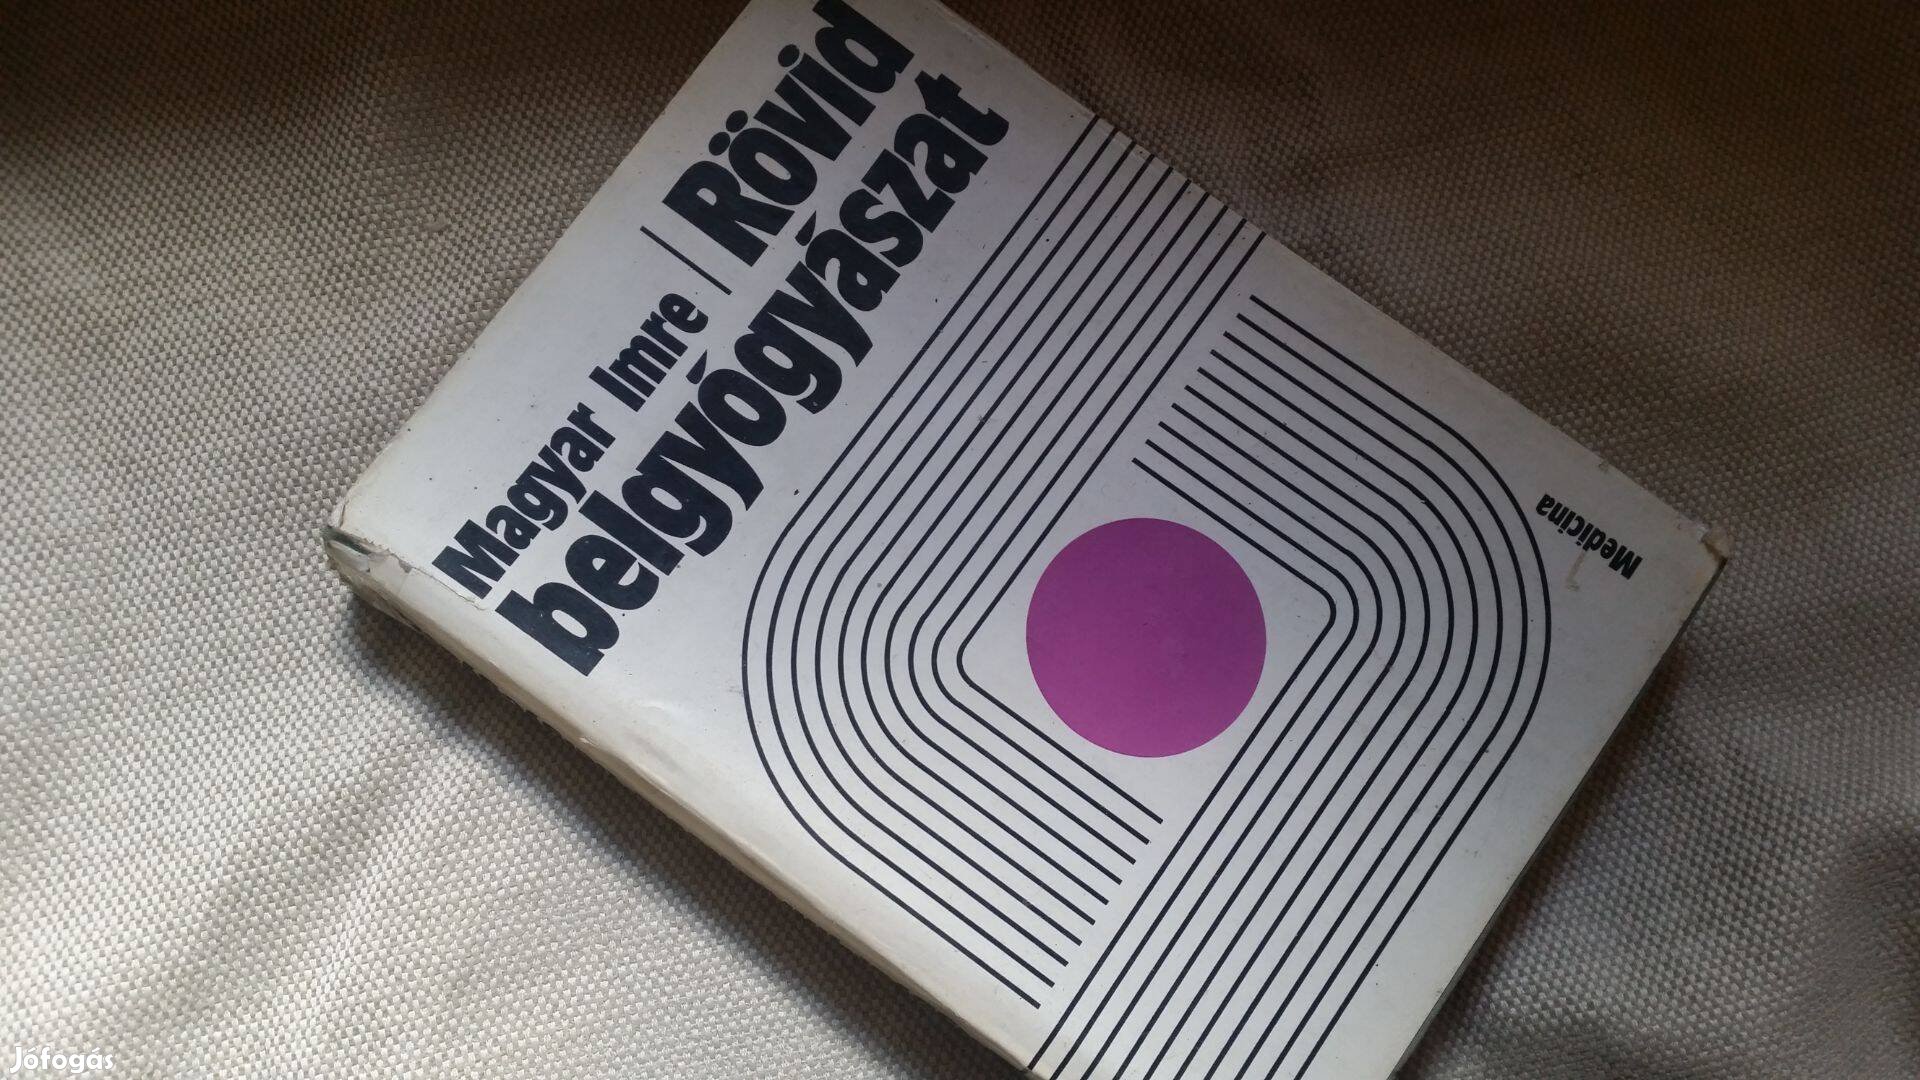 Magyar Imre | Rövid
belgyógyászat
Medicina
Jófogás